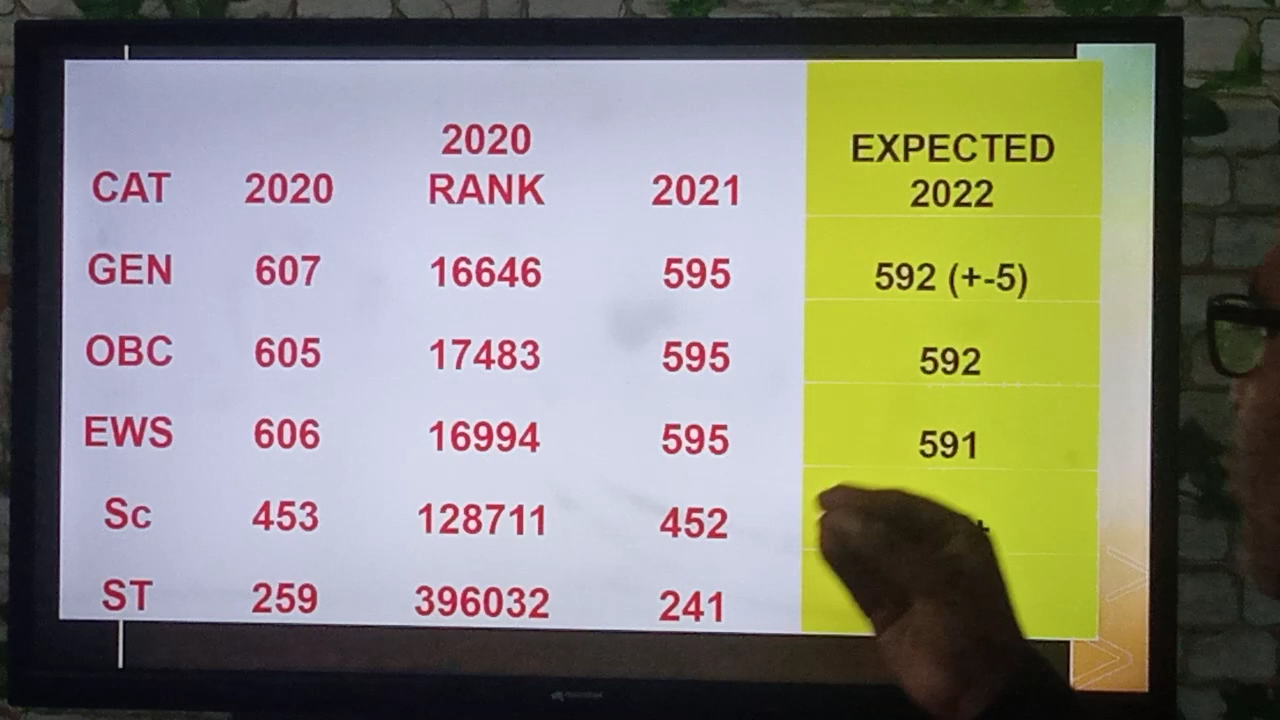 CAT 2020 2020 RANK 2021 EXPECTED 2022
GEN 607 16646 595 592 (+-5)
OBC 605 17483 595 592
EWS 606 16994 595 591
Sc 453 128711 452 +
ST 259 396032 241